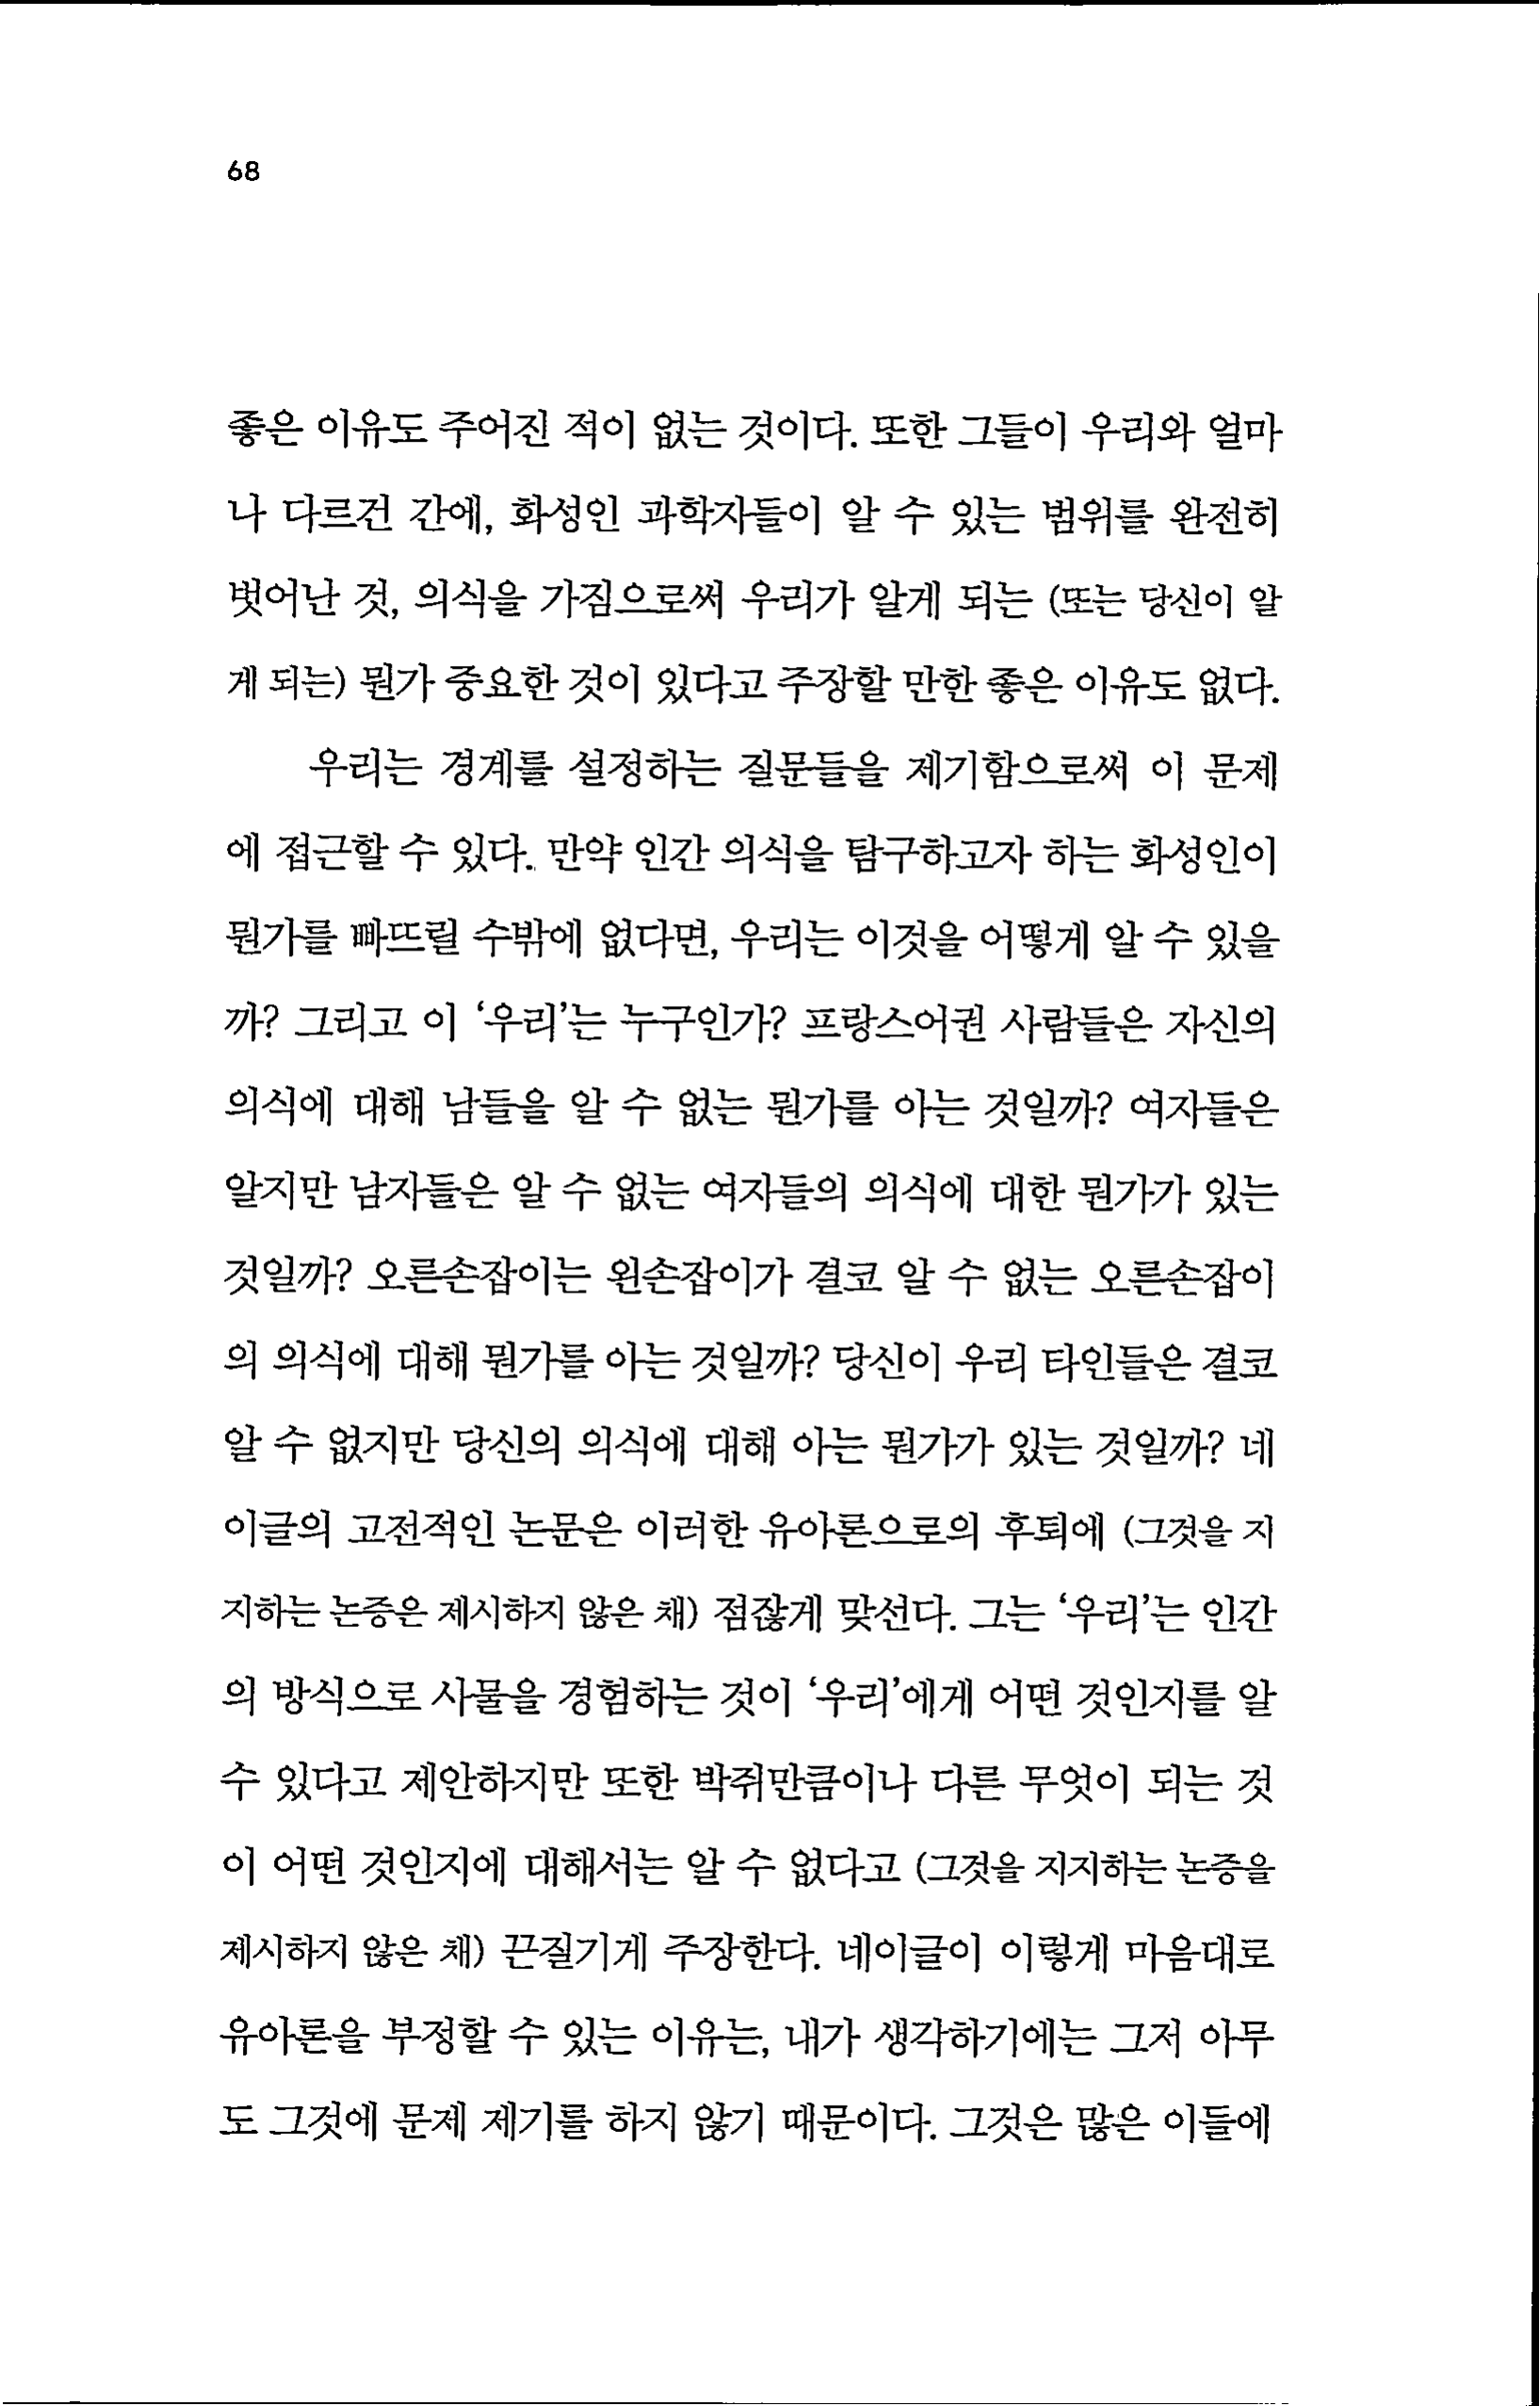 68
좋은 이유도 주어진 적이 없는 것이다. 또한 그들이 우리와 얼마
나 다르건 간에, 화성인 과학자들이 알 수 있는 범위를 완전히
벗어난 것, 의식을 가짐으로써 우리가 알게 되는 (또는 당신이 알
게 되는) 뭔가 중요한 것이 있다고 주장할 만한 좋은 이유도 없다.
우리는 경계를 설정하는 질문들을 제기함으로써 이 문제
에 접근할 수 있다. 만약 인간 의식을 탐구하고자 하는 화성인이
뭔가를 빠뜨릴 수밖에 없다면, 우리는 이것을 어떻게 알 수 있을
까? 그리고 이 ‘우리’는 누구인가? 프랑스어권 사람들은 자신의
의식에 대해 남들을 알 수 없는 뭔가를 아는 것일까? 여자들은
알지만 남자들은 알 수 없는 여자들의 의식에 대한 뭔가가 있는
것일까? 오른손잡이는 왼손잡이가 결코 알 수 없는 오른손잡이
의 의식에 대해 뭔가를 아는 것일까? 당신이 우리 타인들은 결코
알 수 없지만 당신의 의식에 대해 아는 뭔가가 있는 것일까? 네
이글의 고전적인 논문은 이러한 유아론으로의 후퇴에 (그것을 지
지하는 논증은 제시하지 않은 채) 점잖게 맞선다. 그는 ‘우리’는 인간
의 방식으로 사물을 경험하는 것이 ‘우리’에게 어떤 것인지를 알
수 있다고 제안하지만 또한 박쥐만큼이나 다른 무엇이 되는 것
이 어떤 것인지에 대해서는 알 수 없다고 (그것을 지지하는 논증을
제시하지 않은 채) 끈질기게 주장한다. 네이글이 이렇게 마음대로
유아론을 부정할 수 있는 이유는, 내가 생각하기에는 그저 아무
도 그것에 문제 제기를 하지 않기 때문이다. 그것은 많은 이들에